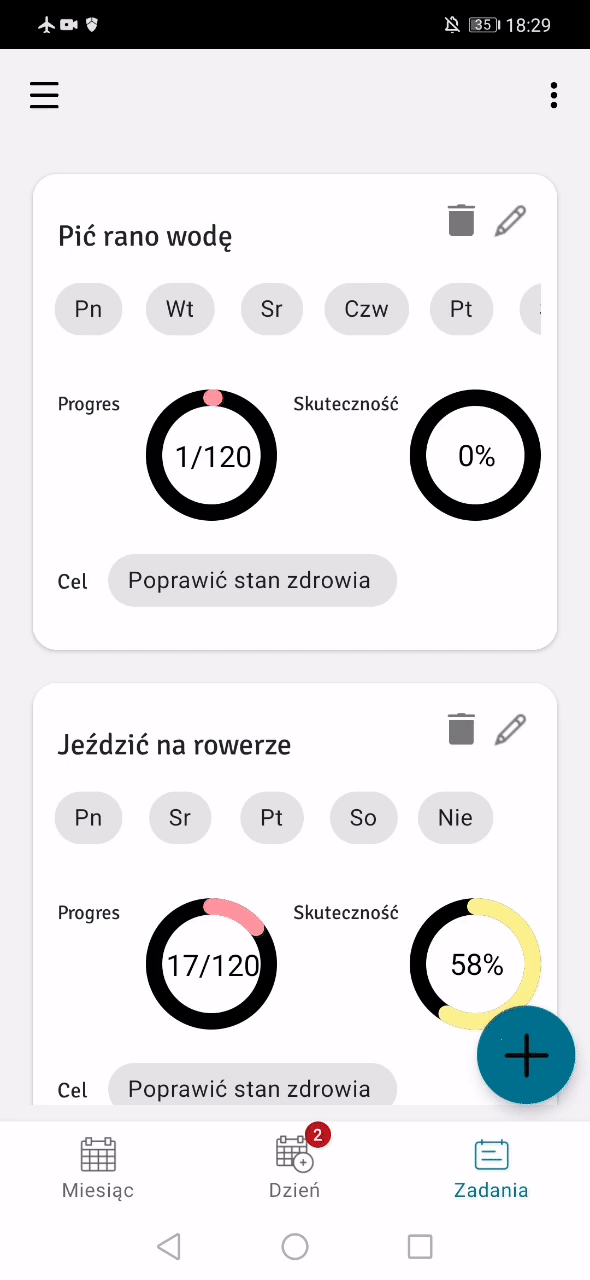 35 18:29
Pić rano wodę
Pn Wt Sr Czw Pt
Progres 1/120 Skuteczność 0%
Cel Poprawić stan zdrowia
Jeździć na rowerze
Pn Sr Pt So Nie
Progres 17/120 Skuteczność 58%
Cel Poprawić stan zdrowia
2
Miesiąc Dzień Zadania